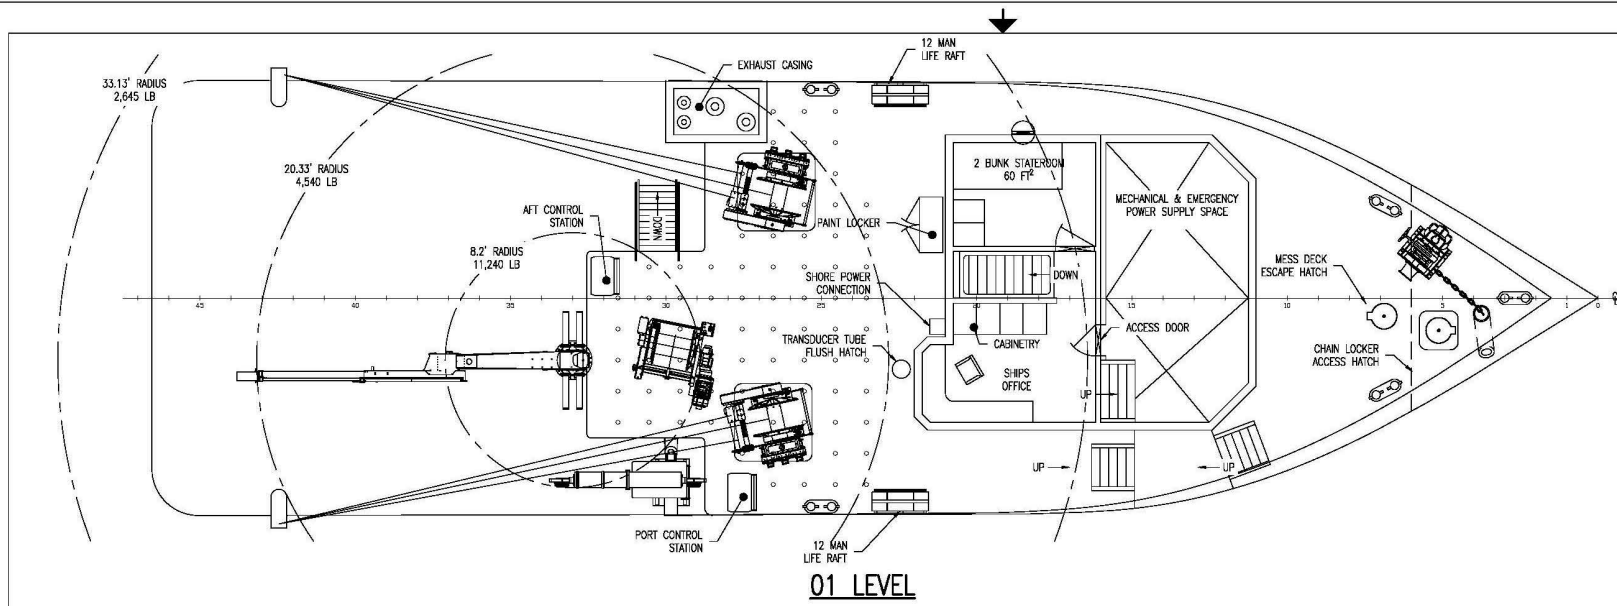 12 MAN
LIFE RAFT
EXHAUST CASING
33.13' RADIUS
2,645 LB
20.33' RADIUS
4,540 LB
2 BUNK STATEROOM
60 FT²
MECHANICAL & EMERGENCY
POWER SUPPLY SPACE
AFT CONTROL
STATION
DOWN
PAINT LOCKER
8.2' RADIUS
11,240 LB
SHORE POWER
CONNECTION
DOWN
MESS DECK
ESCAPE HATCH
45
35
30
25
20
15
10
5
0
TRANSDUCER TUBE
FLUSH HATCH
CABINETRY
ACCESS DOOR
SHIPS
OFFICE
CHAIN LOCKER
ACCESS HATCH
UP
UP
UP
PORT CONTROL
STATION
12 MAN
LIFE RAFT
01 LEVEL